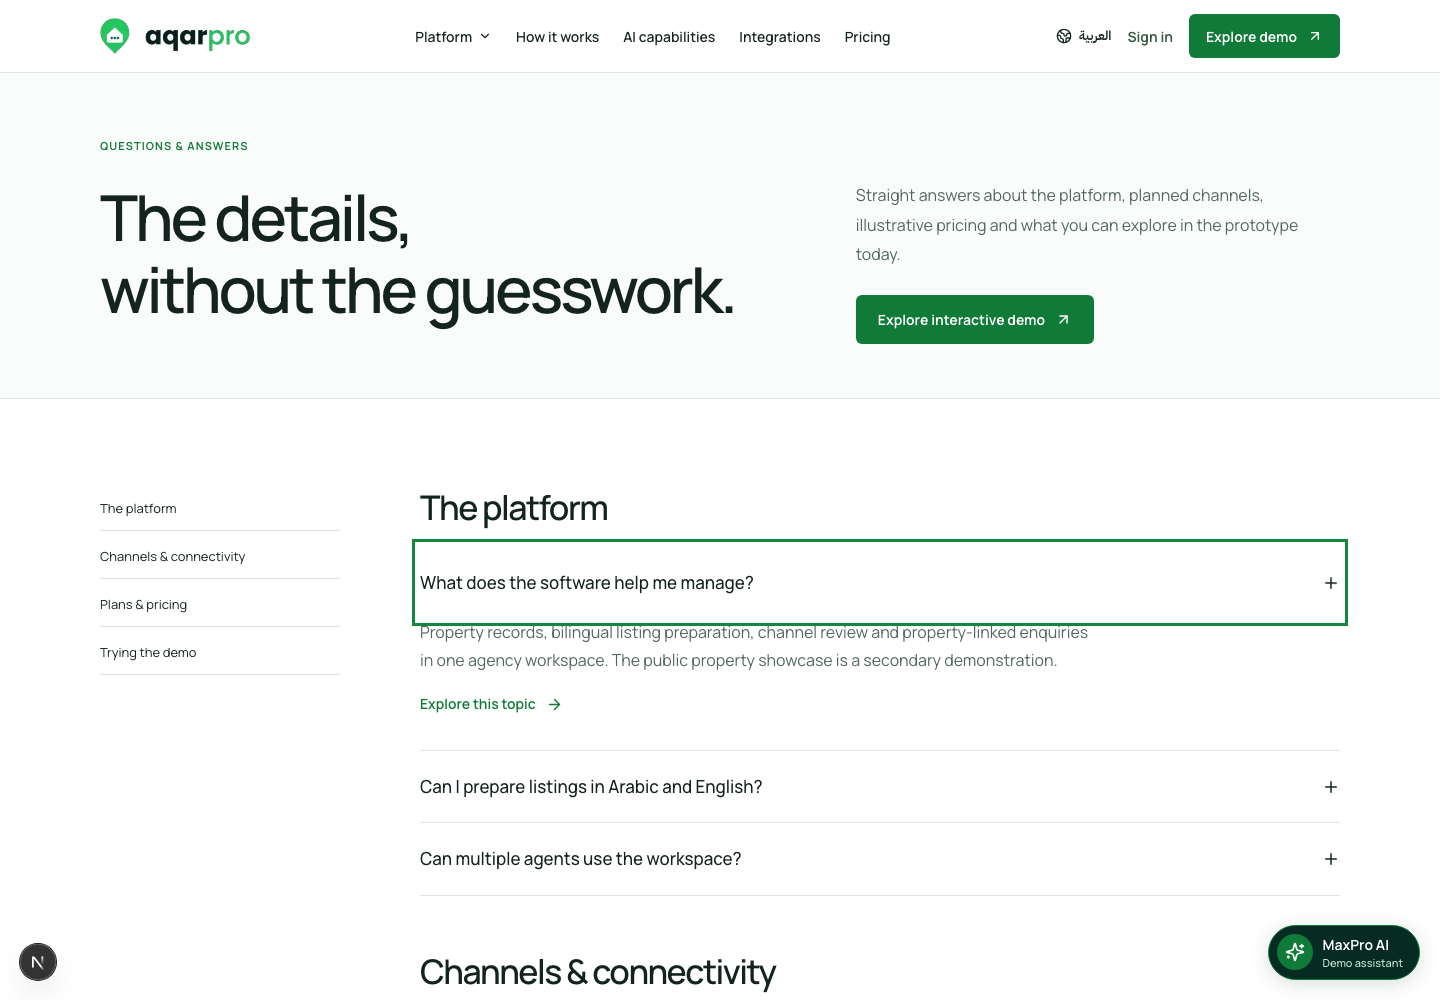 aqarpro
Platform
How it works
AI capabilities
Integrations
Pricing
العربية
Sign in
Explore demo
QUESTIONS & ANSWERS
The details,
without the guesswork.
Straight answers about the platform, planned channels,
illustrative pricing and what you can explore in the prototype
today.
Explore interactive demo
The platform
Channels & connectivity
Plans & pricing
Trying the demo
The platform
What does the software help me manage?
Property records, bilingual listing preparation, channel review and property-linked enquiries
in one agency workspace. The public property showcase is a secondary demonstration.
Explore this topic
Can I prepare listings in Arabic and English?
Can multiple agents use the workspace?
Channels & connectivity
N
MaxPro AI
Demo assistant